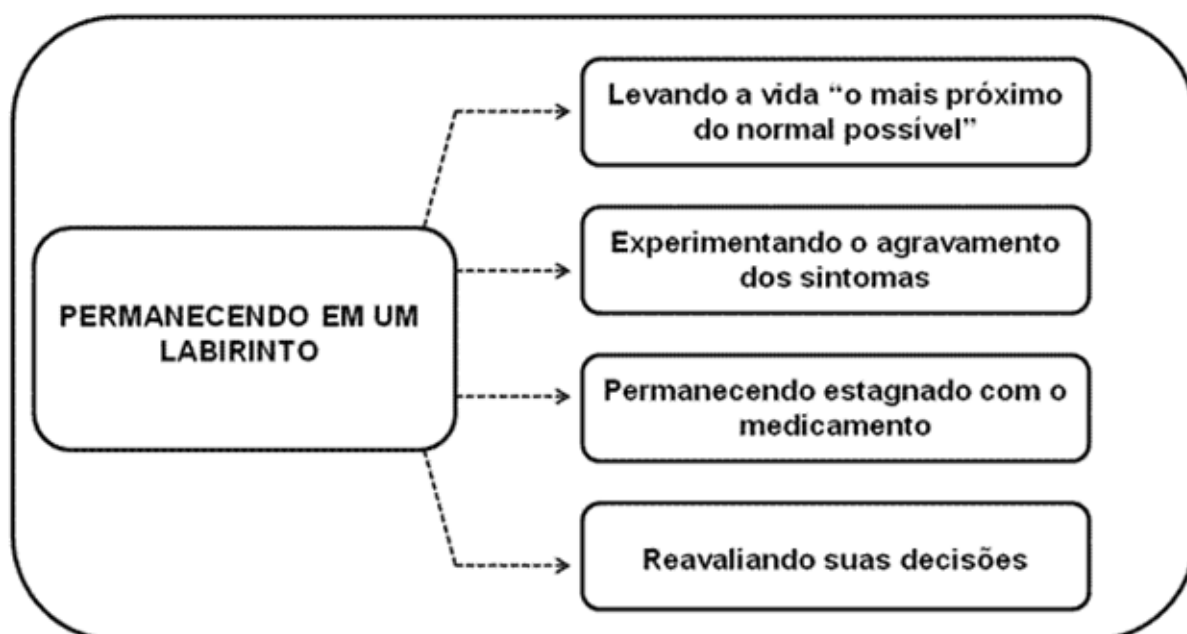 PERMANECENDO EM UM
LABIRINTO
Levando a vida “o mais próximo
do normal possível”
Experimentando o agravamento
dos sintomas
Permanecendo estagnado com o
medicamento
Reavaliando suas decisões